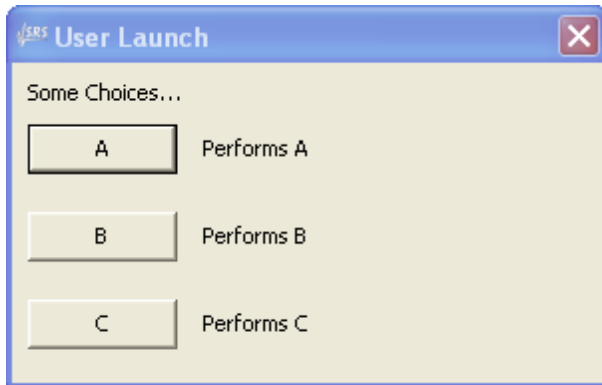 √SRS User Launch
Some Choices...
A Performs A
B Performs B
C Performs C